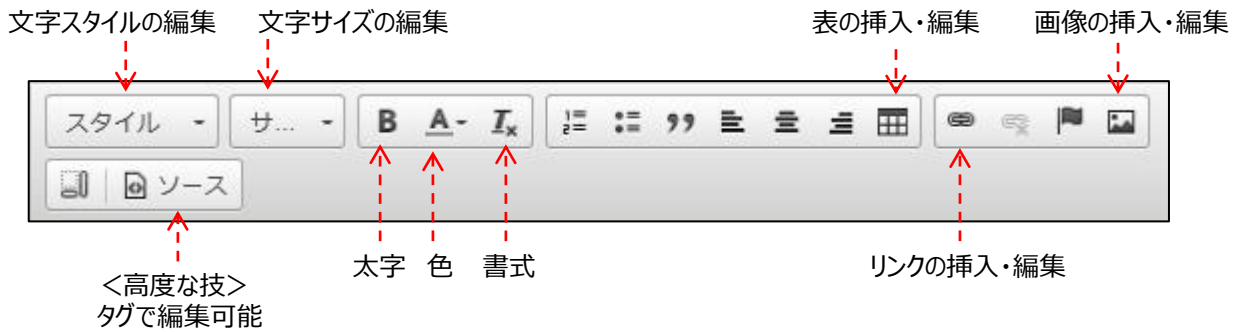 文字スタイルの編集 文字サイズの編集 表の挿入・編集 画像の挿入・編集
スタイル サ... B A Ix
ソース
太字 色 書式 リンクの挿入・編集
＜高度な技＞
タグで編集可能